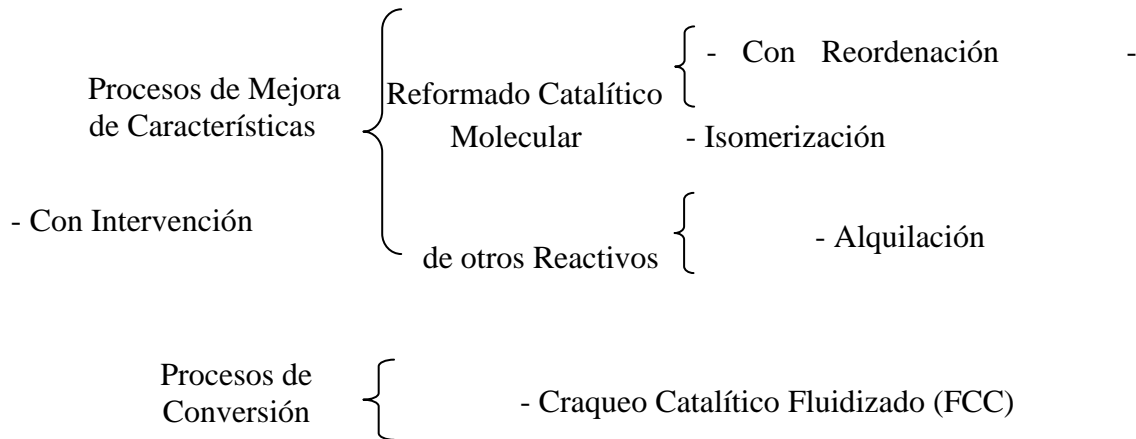 - Con Reordenación -
Procesos de Mejora
de Características
Reformado Catalítico
Molecular - Isomerización
- Con Intervención
de otros Reactivos - Alquilación
Procesos de
Conversión
- Craqueo Catalítico Fluidizado (FCC)